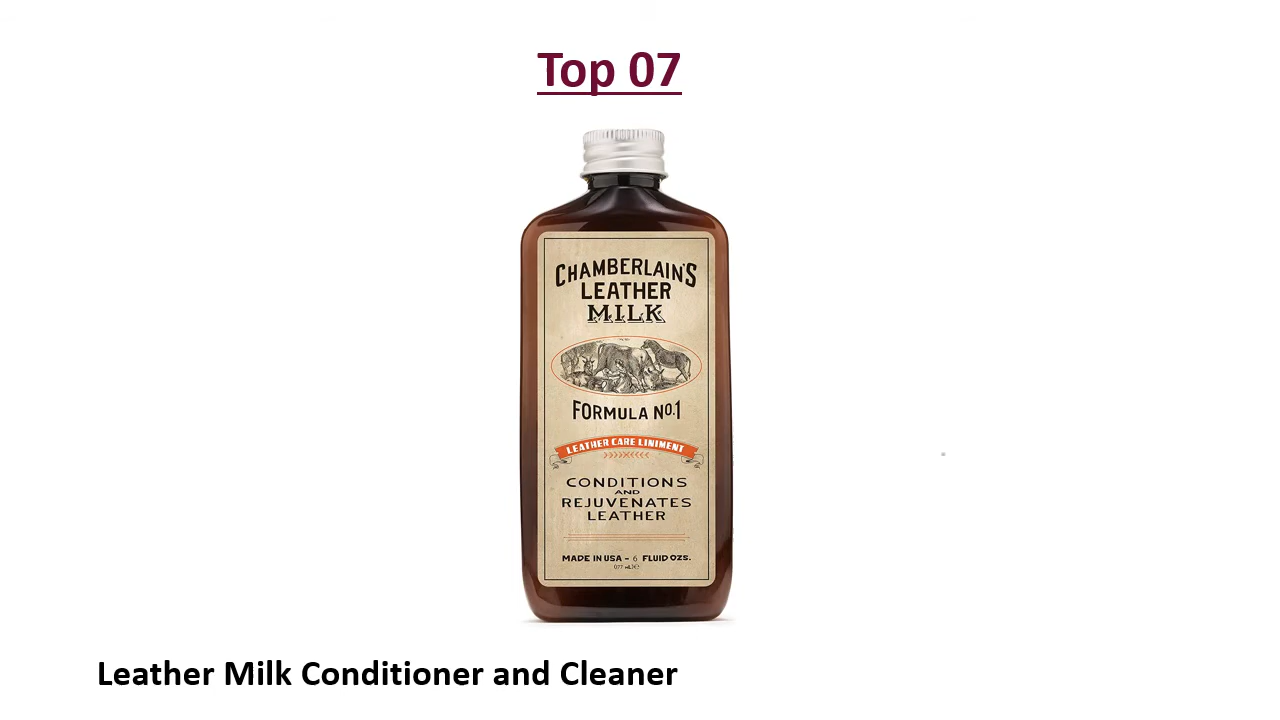 Top 07
CHAMBERLAIN'S
LEATHER
MILK
FORMULA No.1
LEATHER CARE LINIMENT
CONDITIONS
AND
REJUVENATES
LEATHER
MADE IN USA - 6 FLUID OZS.
Leather Milk Conditioner and Cleaner